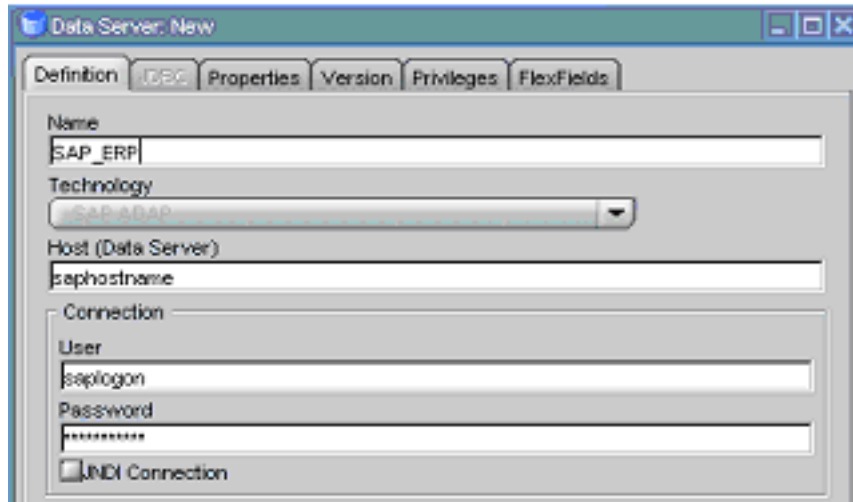 Data Server: New
Definition JDBC Properties Version Privileges FlexFields
Name
SAP_ERP
Technology
SAP ABAP
Host (Data Server)
saphostname
Connection
User
saplogon
Password
***********
JNDI Connection